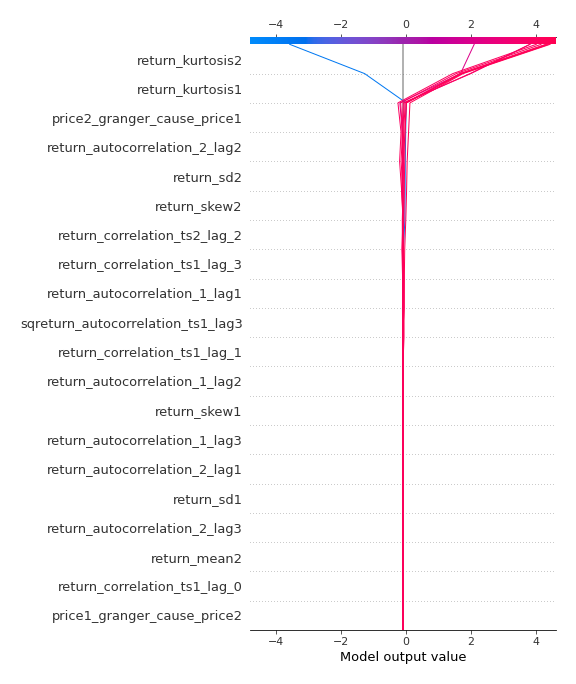 −4 −2 0 2 4
return_kurtosis2
return_kurtosis1
price2_granger_cause_price1
return_autocorrelation_2_lag2
return_sd2
return_skew2
return_correlation_ts2_lag_2
return_correlation_ts1_lag_3
return_autocorrelation_1_lag1
sqreturn_autocorrelation_ts1_lag3
return_correlation_ts1_lag_1
return_autocorrelation_1_lag2
return_skew1
return_autocorrelation_1_lag3
return_autocorrelation_2_lag1
return_sd1
return_autocorrelation_2_lag3
return_mean2
return_correlation_ts1_lag_0
price1_granger_cause_price2
−4 −2 0 2 4
Model output value